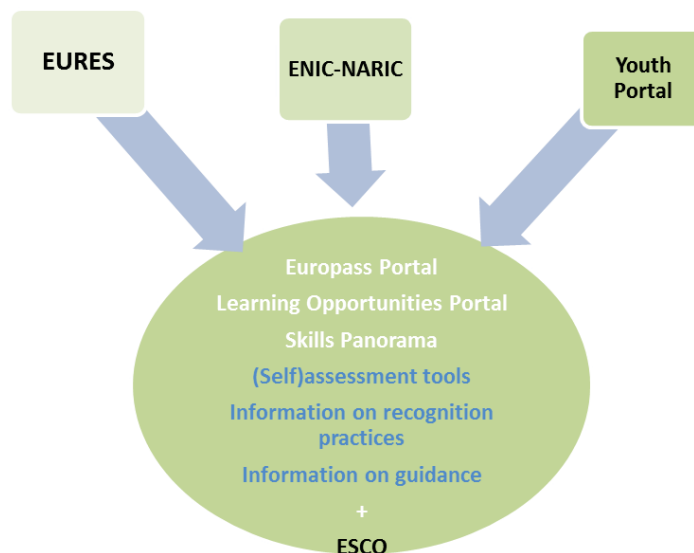 EURES
ENIC-NARIC
Youth
Portal
Europass Portal
Learning Opportunities Portal
Skills Panorama
(Self)assessment tools
Information on recognition
practices
Information on guidance
+
ESCO